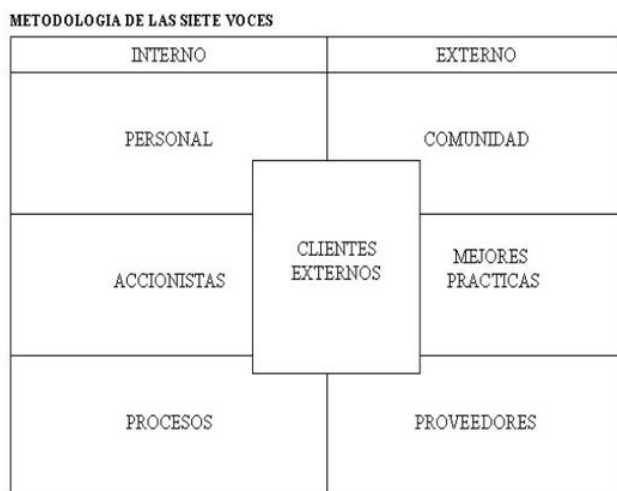 METODOLOGIA DE LAS SIETE VOCES
INTERNO
EXTERNO
PERSONAL
COMUNIDAD
CLIENTES
EXTERNOS
ACCIONISTAS
MEJORES
PRACTICAS
PROCESOS
PROVEEDORES